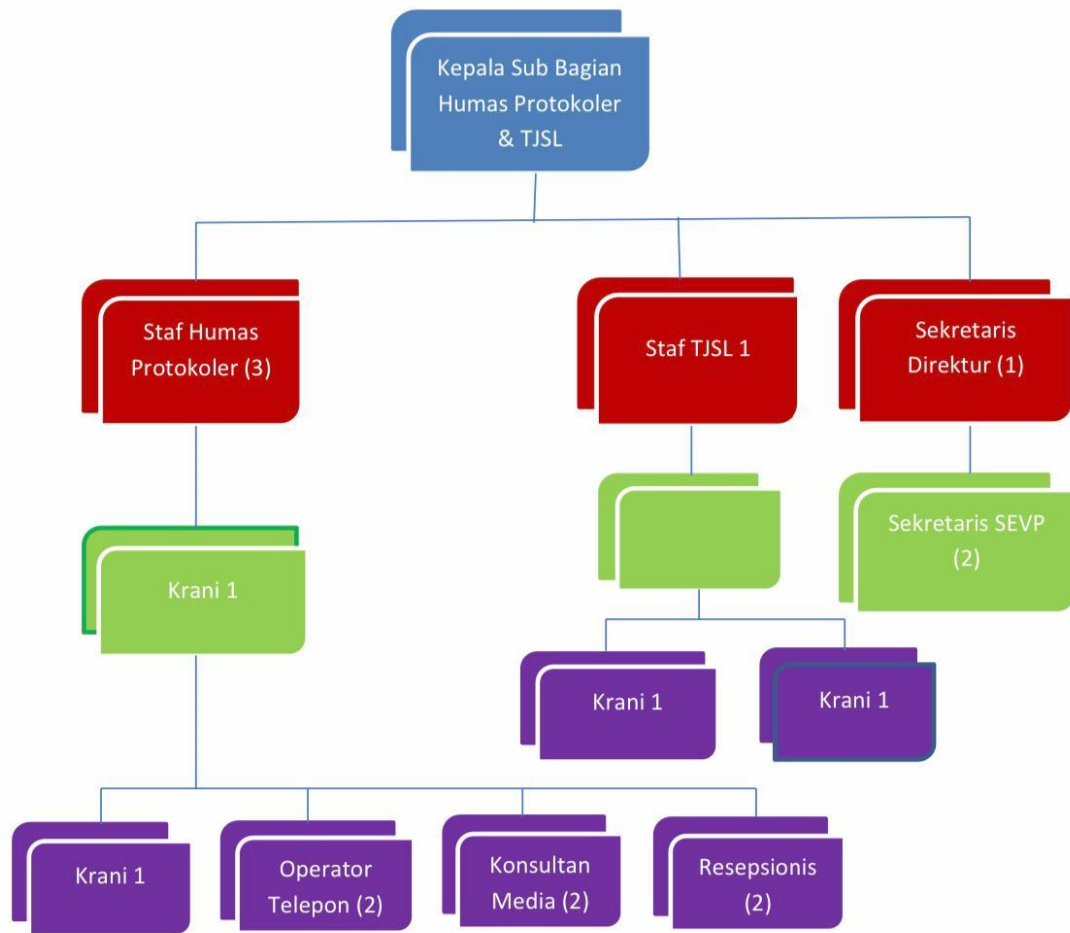 Kepala Sub Bagian
Humas Protokoler
& TJSL
Staf Humas
Protokoler (3)
Staf TJSL 1
Sekretaris
Direktur (1)
Krani 1
Sekretaris SEVP
(2)
Krani 1
Krani 1
Krani 1
Operator
Telepon (2)
Konsultan
Media (2)
Resepsionis
(2)